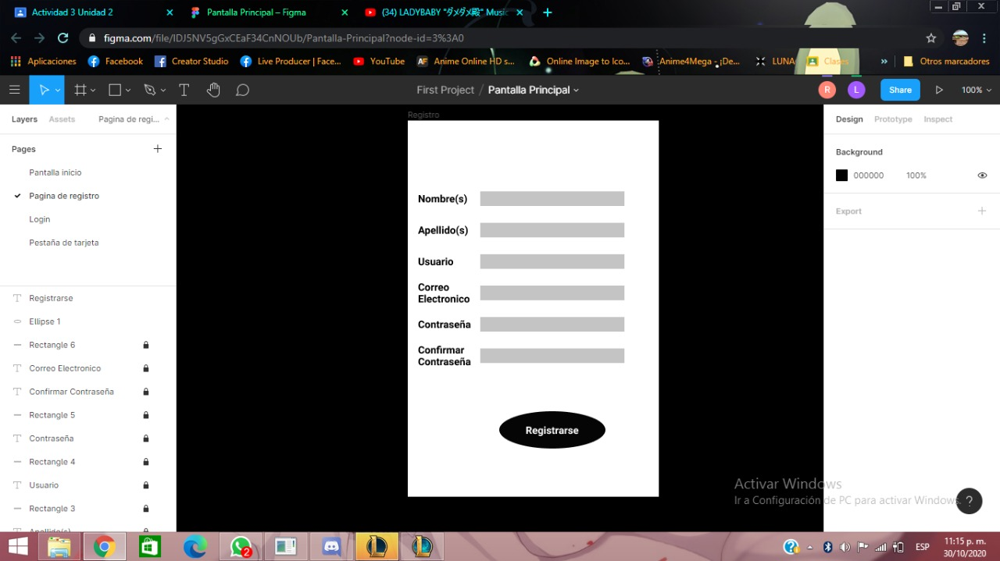 Actividad 3 Unidad 2
Pantalla Principal – Figma
(34) LADYBABY "ダメダメ殿" Music
figma.com/file/IDJ5NV5gGxCEaF34CnNOUb/Pantalla-Principal?node-id=3%3A0
Aplicaciones
Facebook
Creator Studio
Live Producer | Face...
YouTube
Anime Online HD s...
Online Image to Ico...
Anime4Mega - ¡De...
LUNA
Clases
»
Otros marcadores
First Project / Pantalla Principal
R
L
Share
100%
Layers
Assets
Pagina de regi...
Design
Prototype
Inspect
Pages
Pantalla inicio
Pagina de registro
Login
Pestaña de tarjeta
Registrarse
Ellipse 1
Rectangle 6
Correo Electronico
Confirmar Contraseña
Rectangle 5
Contraseña
Rectangle 4
Usuario
Rectangle 3
Apellido(s)
Registro
Nombre(s)
Apellido(s)
Usuario
Correo
Electronico
Contraseña
Confirmar
Contraseña
Registrarse
Background
000000
100%
Export
Activar Windows
Ir a Configuración de PC para activar Windows.
?
2
ESP
11:15 p. m.
30/10/2020